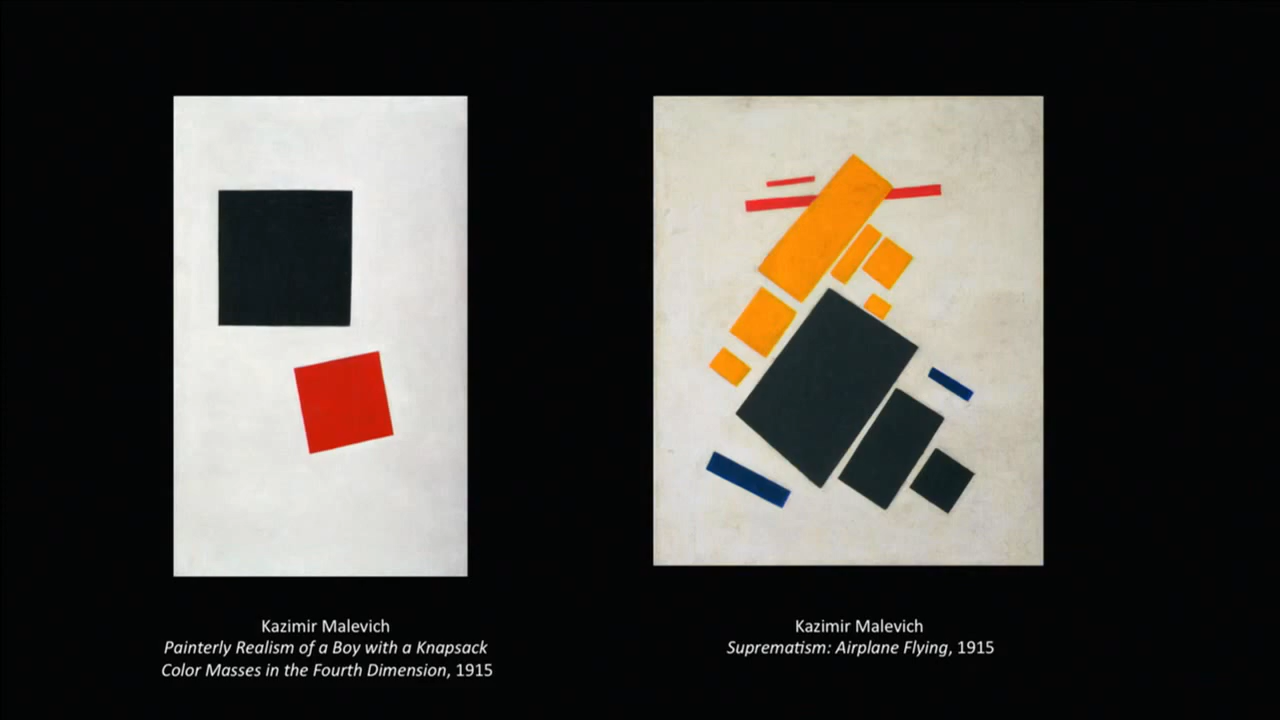 Kazimir Malevich
Painterly Realism of a Boy with a Knapsack
Color Masses in the Fourth Dimension, 1915
Kazimir Malevich
Suprematism: Airplane Flying, 1915